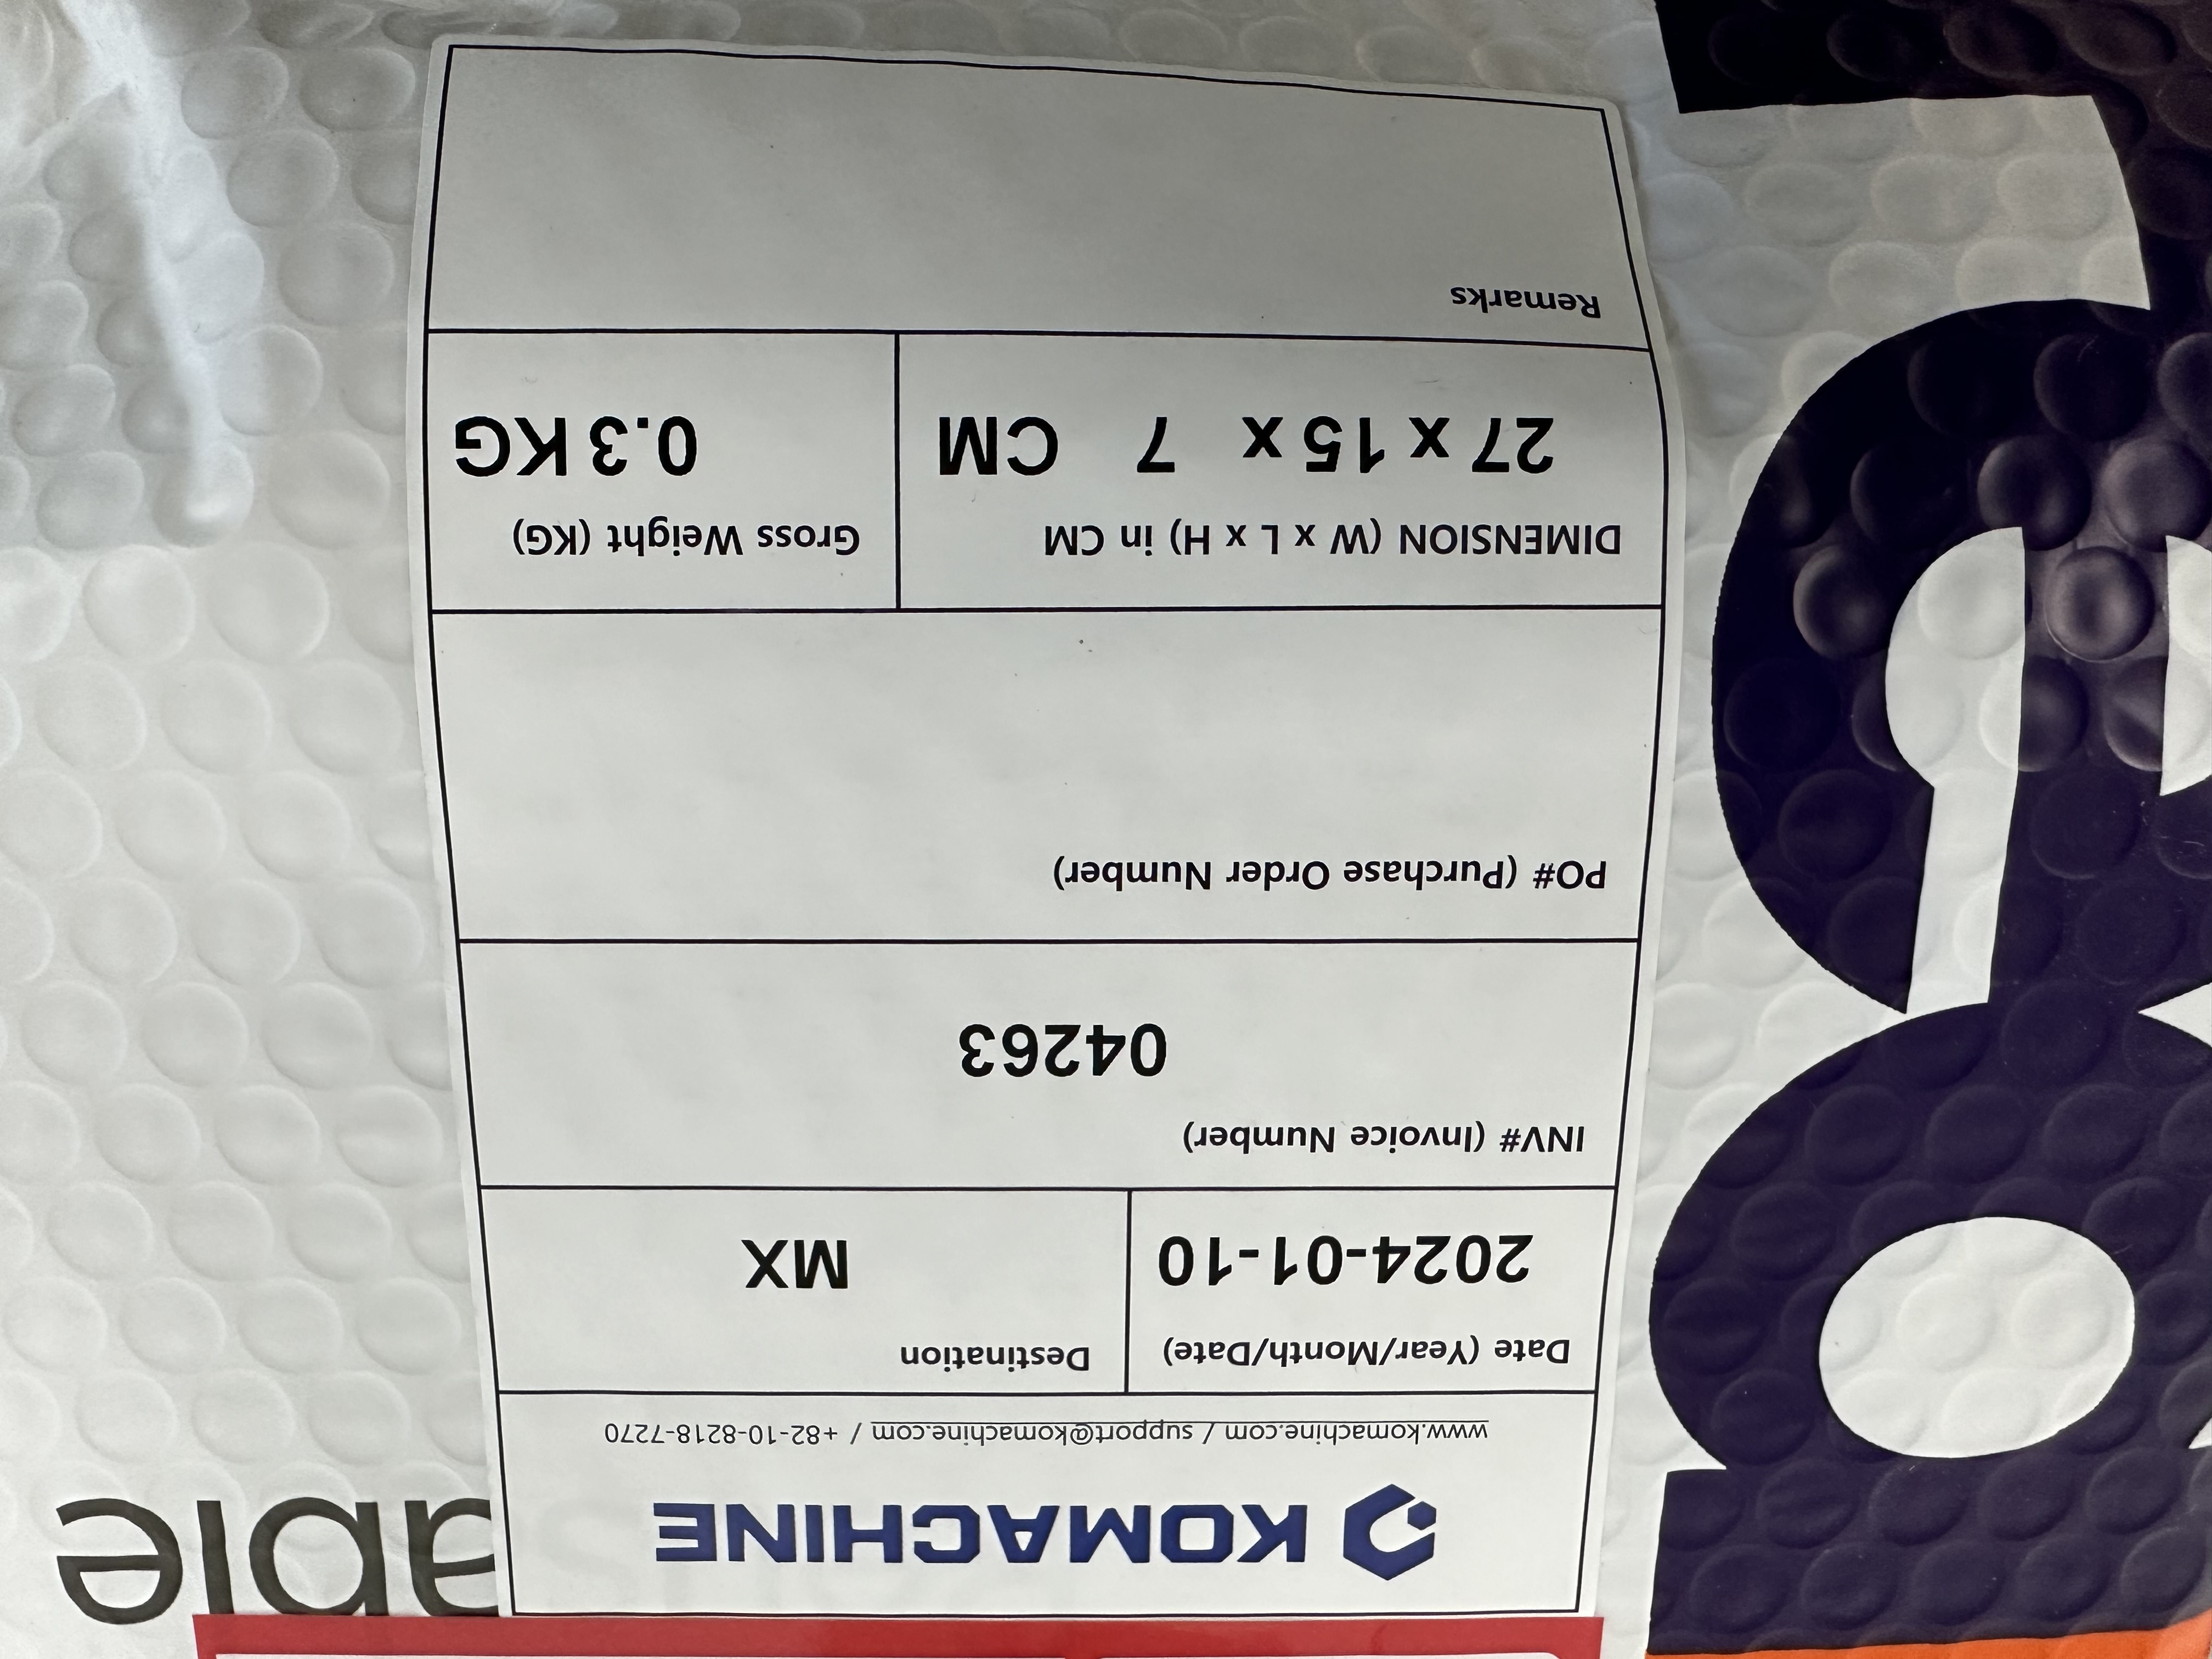 KOMACHINE
www.komachine.com / support@komachine.com / +82-10-8218-7270
Date (Year/Month/Date)
2024-01-10
Destination
MX
INV# (Invoice Number)
04263
PO# (Purchase Order Number)
DIMENSION (W x L x H) in CM
27 x 15 x 7 CM
Gross Weight (KG)
0.3 KG
Remarks
able